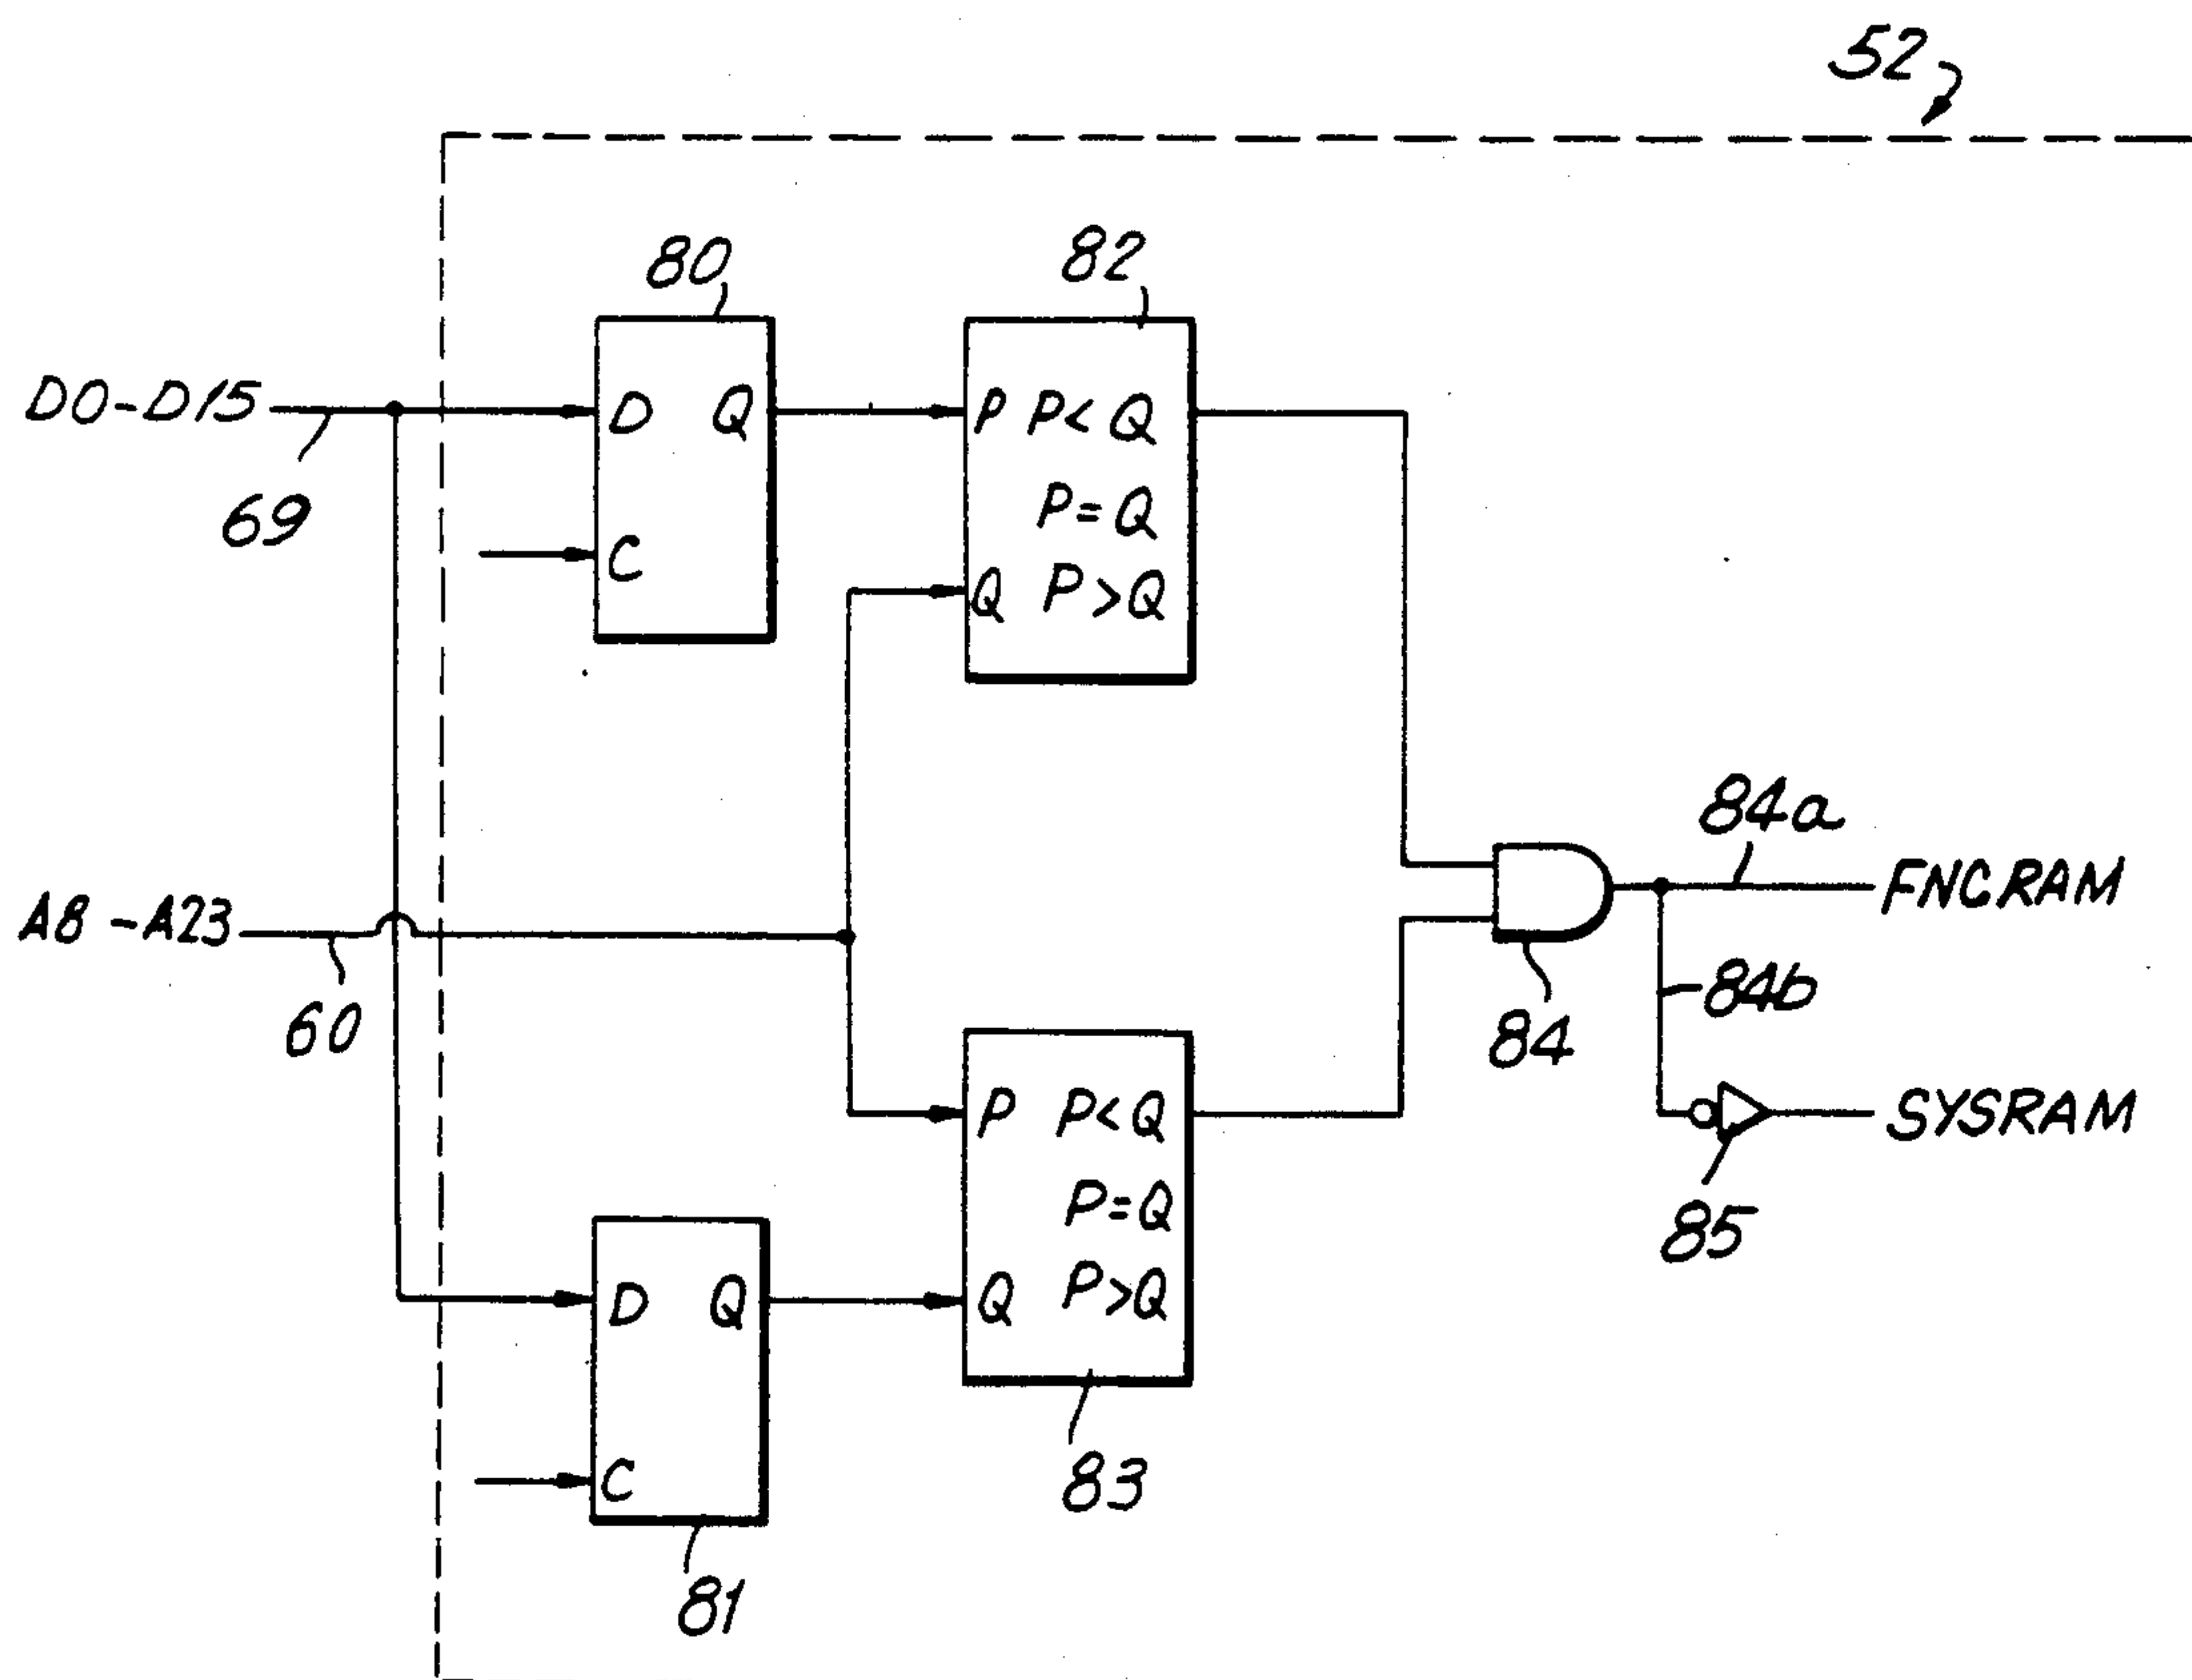 52
80
82
D0-D15
D Q
P P<Q
69
P=Q
C
Q P>Q
84a
FNCRAM
A8-A23
84b
60
84
P P<Q
SYSRAM
P=Q
85
D Q
Q P>Q
C
83
81